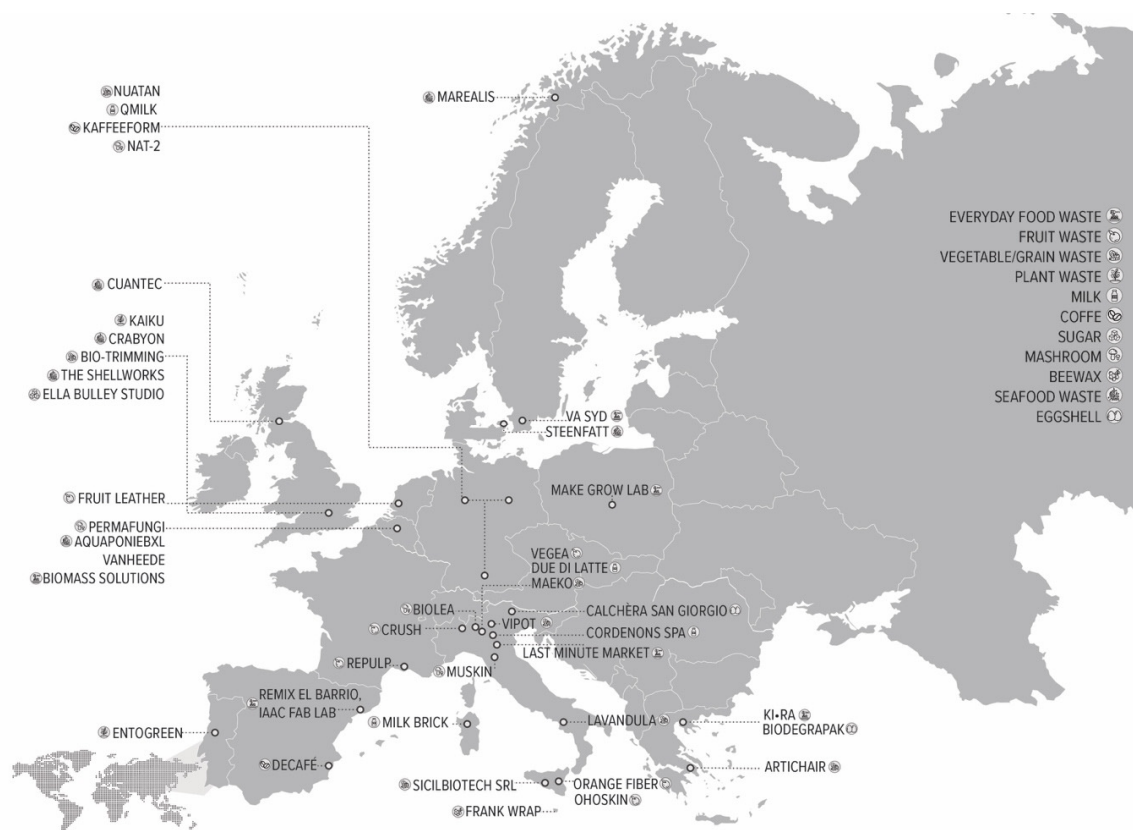 NUATAN
QMILK
KAFFEEFORM
NAT-2
MAREALIS
CUANTEC
KAIKU
CRABYON
BIO-TRIMMING
THE SHELLWORKS
ELLA BULLEY STUDIO
EVERYDAY FOOD WASTE
FRUIT WASTE
VEGETABLE/GRAIN WASTE
PLANT WASTE
MILK
COFFE
SUGAR
MASHROOM
BEEWAX
SEAFOOD WASTE
EGGSHELL
VA SYD
STEENFATT
FRUIT LEATHER
PERMAFUNGI
AQUAPONIEBXL
VANHEEDE
BIOMASS SOLUTIONS
MAKE GROW LAB
VEGEA
DUE DI LATTE
MAEKO
BIOLEA
CRUSH
VIPOT
CALCHÈRA SAN GIORGIO
CORDENONS SPA
LAST MINUTE MARKET
REPULP
MUSKIN
REMIX EL BARRIO,
IAAC FAB LAB
ENTOGREEN
MILK BRICK
LAVANDULA
KI•RA
BIODEGRAPAK
DECAFÉ
SICILBIOTECH SRL
ORANGE FIBER
OHOSKIN
ARTICHAIR
FRANK WRAP